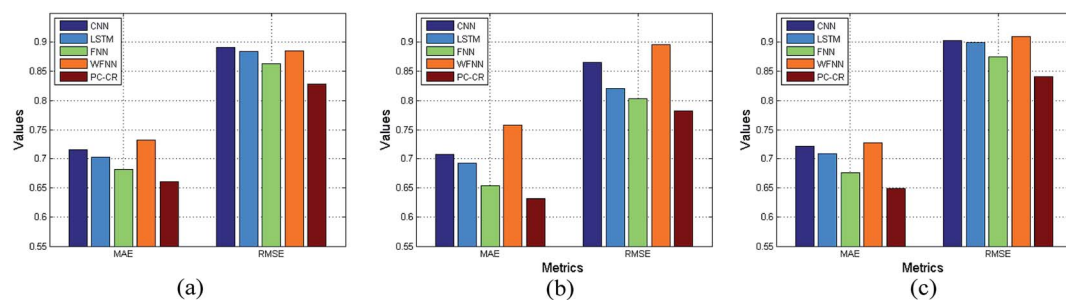 CNN
LSTM
FNN
WFNN
PC-CR
Values
0.9
0.85
0.8
0.75
0.7
0.65
0.6
0.55
MAE
RMSE
(a)
CNN
LSTM
FNN
WFNN
PC-CR
Values
0.9
0.85
0.8
0.75
0.7
0.65
0.6
0.55
MAE
RMSE
Metrics
(b)
CNN
LSTM
FNN
WFNN
PC-CR
Values
0.9
0.85
0.8
0.75
0.7
0.65
0.6
0.55
MAE
RMSE
Metrics
(c)